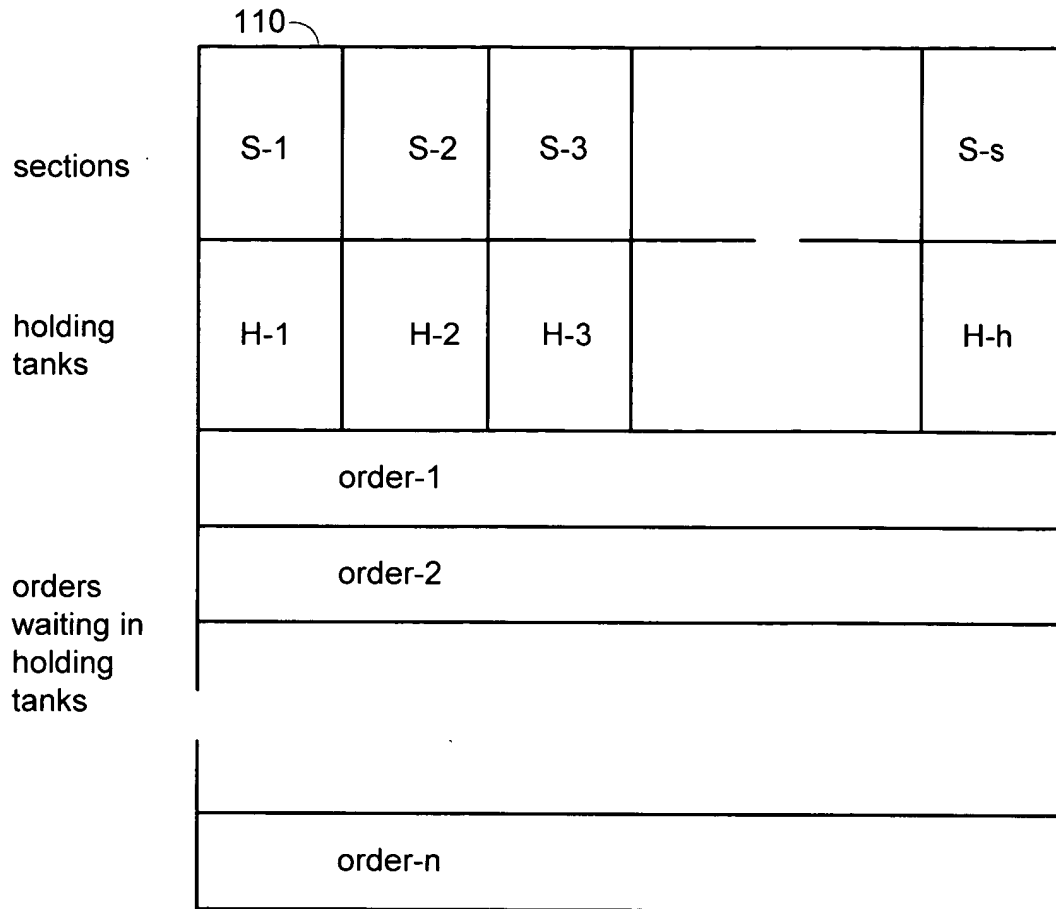 110
sections
S-1 S-2 S-3 S-s
holding
tanks
H-1 H-2 H-3 H-h
order-1
order-2
orders
waiting in
holding
tanks
order-n